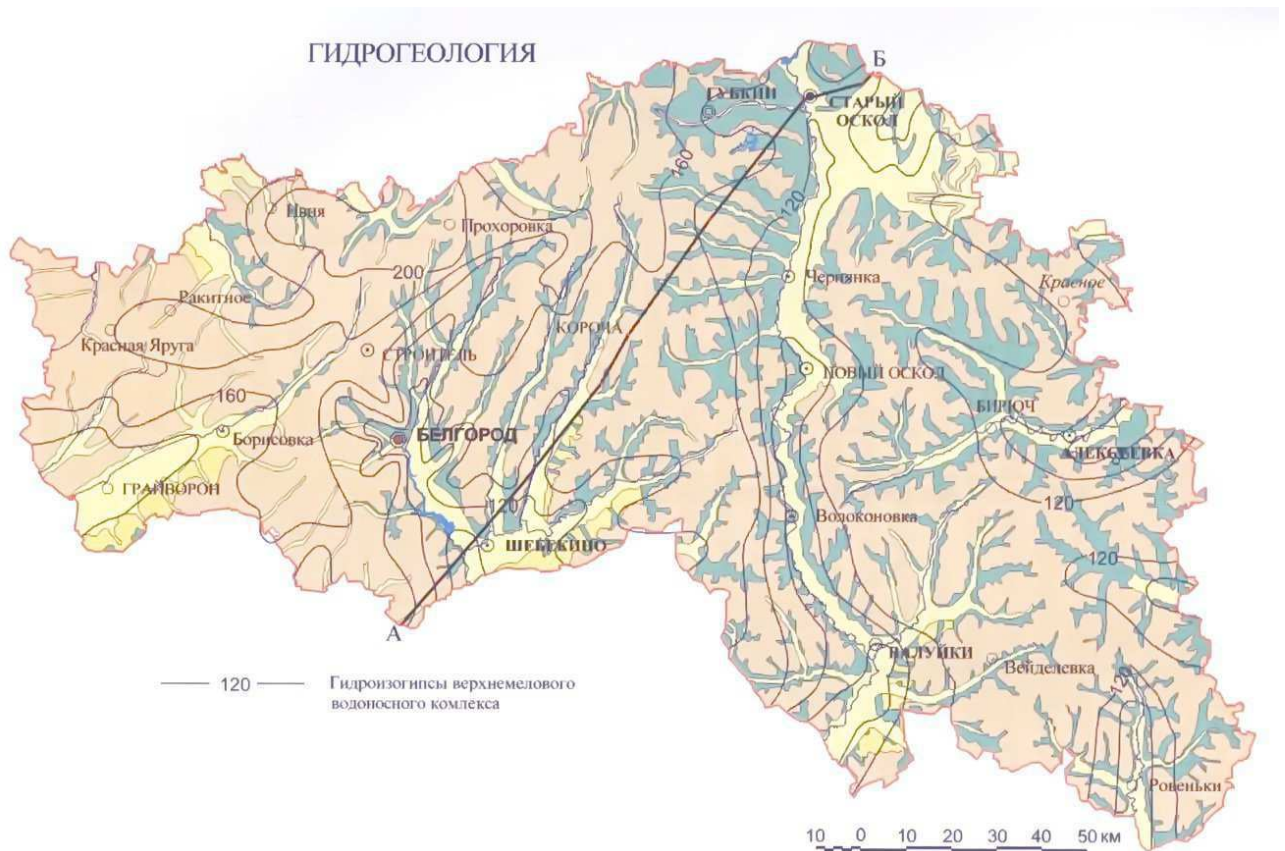 ГИДРОГЕОЛОГИЯ
Б
ГУБКИН
СТАРЫЙ
ОСКОЛ
160
120
Ивня
Прохоровка
200
Чернянка
Красное
Ракитное
КОРОЧА
Красная Яруга
СТРОИТЕЛЬ
НОВЫЙ ОСКОЛ
160
БИРЮЧ
Борисовка
БЕЛГОРОД
АЛЕКСЕЕВКА
ГРАЙВОРОН
120
120
Волоконовка
ШЕБЕКИНО
120
А
ВАЛУЙКИ
Вейделевка
120
120
Гидроизогипсы верхнемелового
водоносного комлекса
Ровеньки
10 0 10 20 30 40 50 км